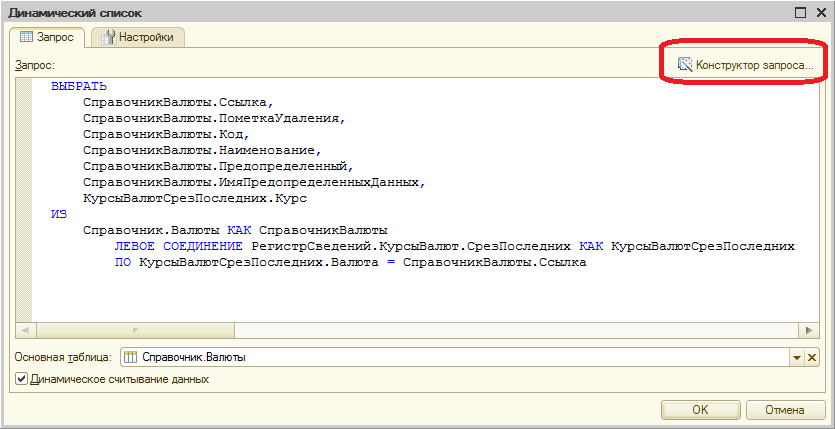 Динамический список
Запрос
Настройки
Запрос:
Конструктор запроса...
ВЫБРАТЬ
СправочникВалюты.Ссылка,
СправочникВалюты.ПометкаУдаления,
СправочникВалюты.Код,
СправочникВалюты.Наименование,
СправочникВалюты.Предопределенный,
СправочникВалюты.ИмяПредопределенныхДанных,
КурсыВалютСрезПоследних.Курс
ИЗ
Справочник.Валюты КАК СправочникВалюты
ЛЕВОЕ СОЕДИНЕНИЕ РегистрСведений.КурсыВалют.СрезПоследних КАК КурсыВалютСрезПоследних
ПО КурсыВалютСрезПоследних.Валюта = СправочникВалюты.Ссылка
Основная таблица:
Справочник.Валюты
Динамическое считывание данных
OK
Отмена